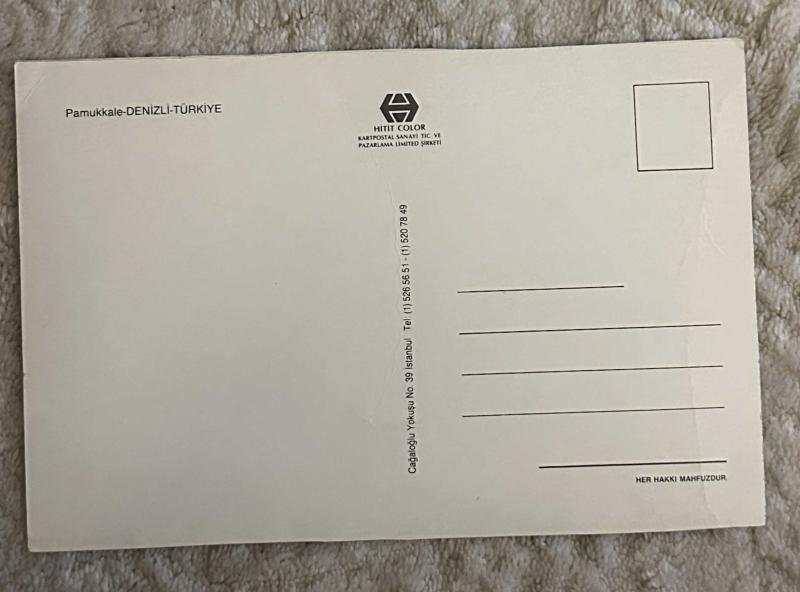 Pamukkale-DENİZLİ-TÜRKİYE
HİTİT COLOR
KARTPOSTAL SANAYİ TİC. VE
PAZARLAMA LİMİTED ŞİRKETİ
Cağaloğlu Yokuşu No. 39 İstanbul Tel: (1) 526 56 51 - (1) 520 78 49
HER HAKKI MAHFUZDUR.